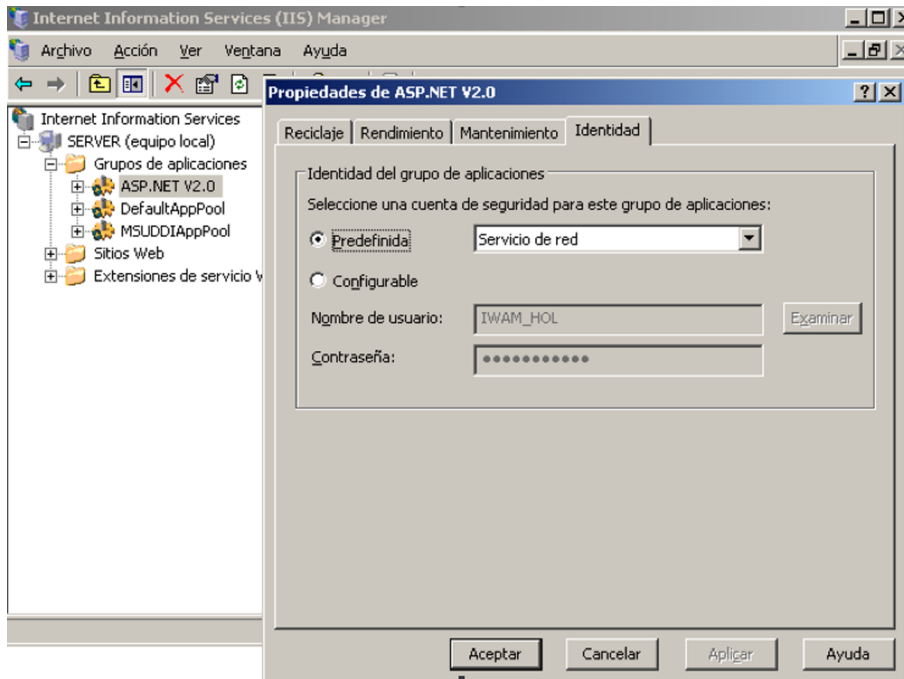 Internet Information Services (IIS) Manager
Archivo Acción Ver Ventana Ayuda
Propiedades de ASP.NET V2.0
Internet Information Services
SERVER (equipo local)
Grupos de aplicaciones
ASP.NET V2.0
DefaultAppPool
MSUDDIAppPool
Sitios Web
Extensiones de servicio
Reciclaje Rendimiento Mantenimiento Identidad
Identidad del grupo de aplicaciones
Seleccione una cuenta de seguridad para este grupo de aplicaciones:
Predefinida Servicio de red
Configurable
Nombre de usuario: IWAM_HOL Examinar
Contraseña: ●●●●●●●●●●●
Aceptar Cancelar Aplicar Ayuda